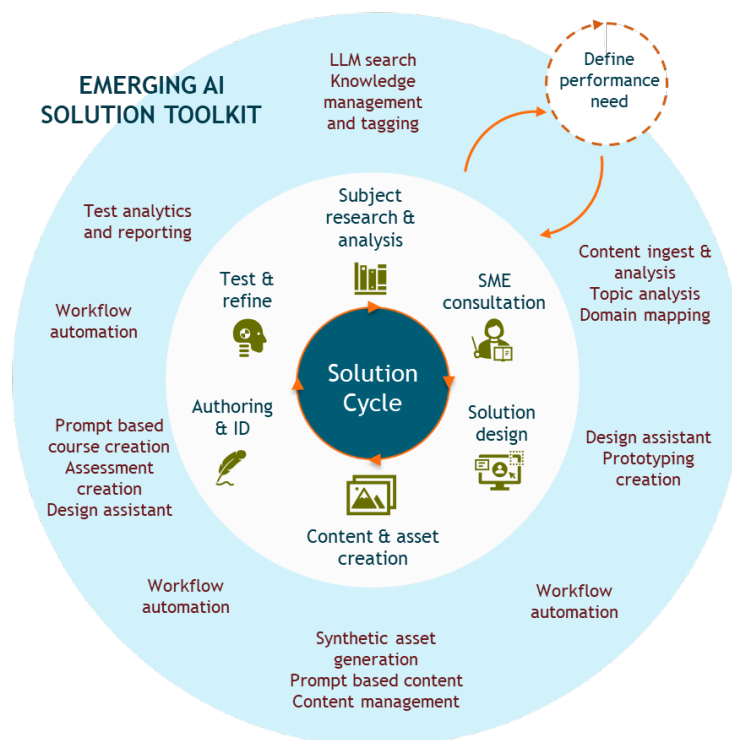 EMERGING AI
SOLUTION TOOLKIT
LLM search
Knowledge
management
and tagging
Define
performance
need
Test analytics
and reporting
Subject
research &
analysis
Content ingest &
analysis
Topic analysis
Domain mapping
Test &
refine
SME
consultation
Workflow
automation
Solution
Cycle
Authoring
& ID
Solution
design
Prompt based
course creation
Assessment
creation
Design assistant
Design assistant
Prototyping
creation
Content & asset
creation
Workflow
automation
Workflow
automation
Synthetic asset
generation
Prompt based content
Content management